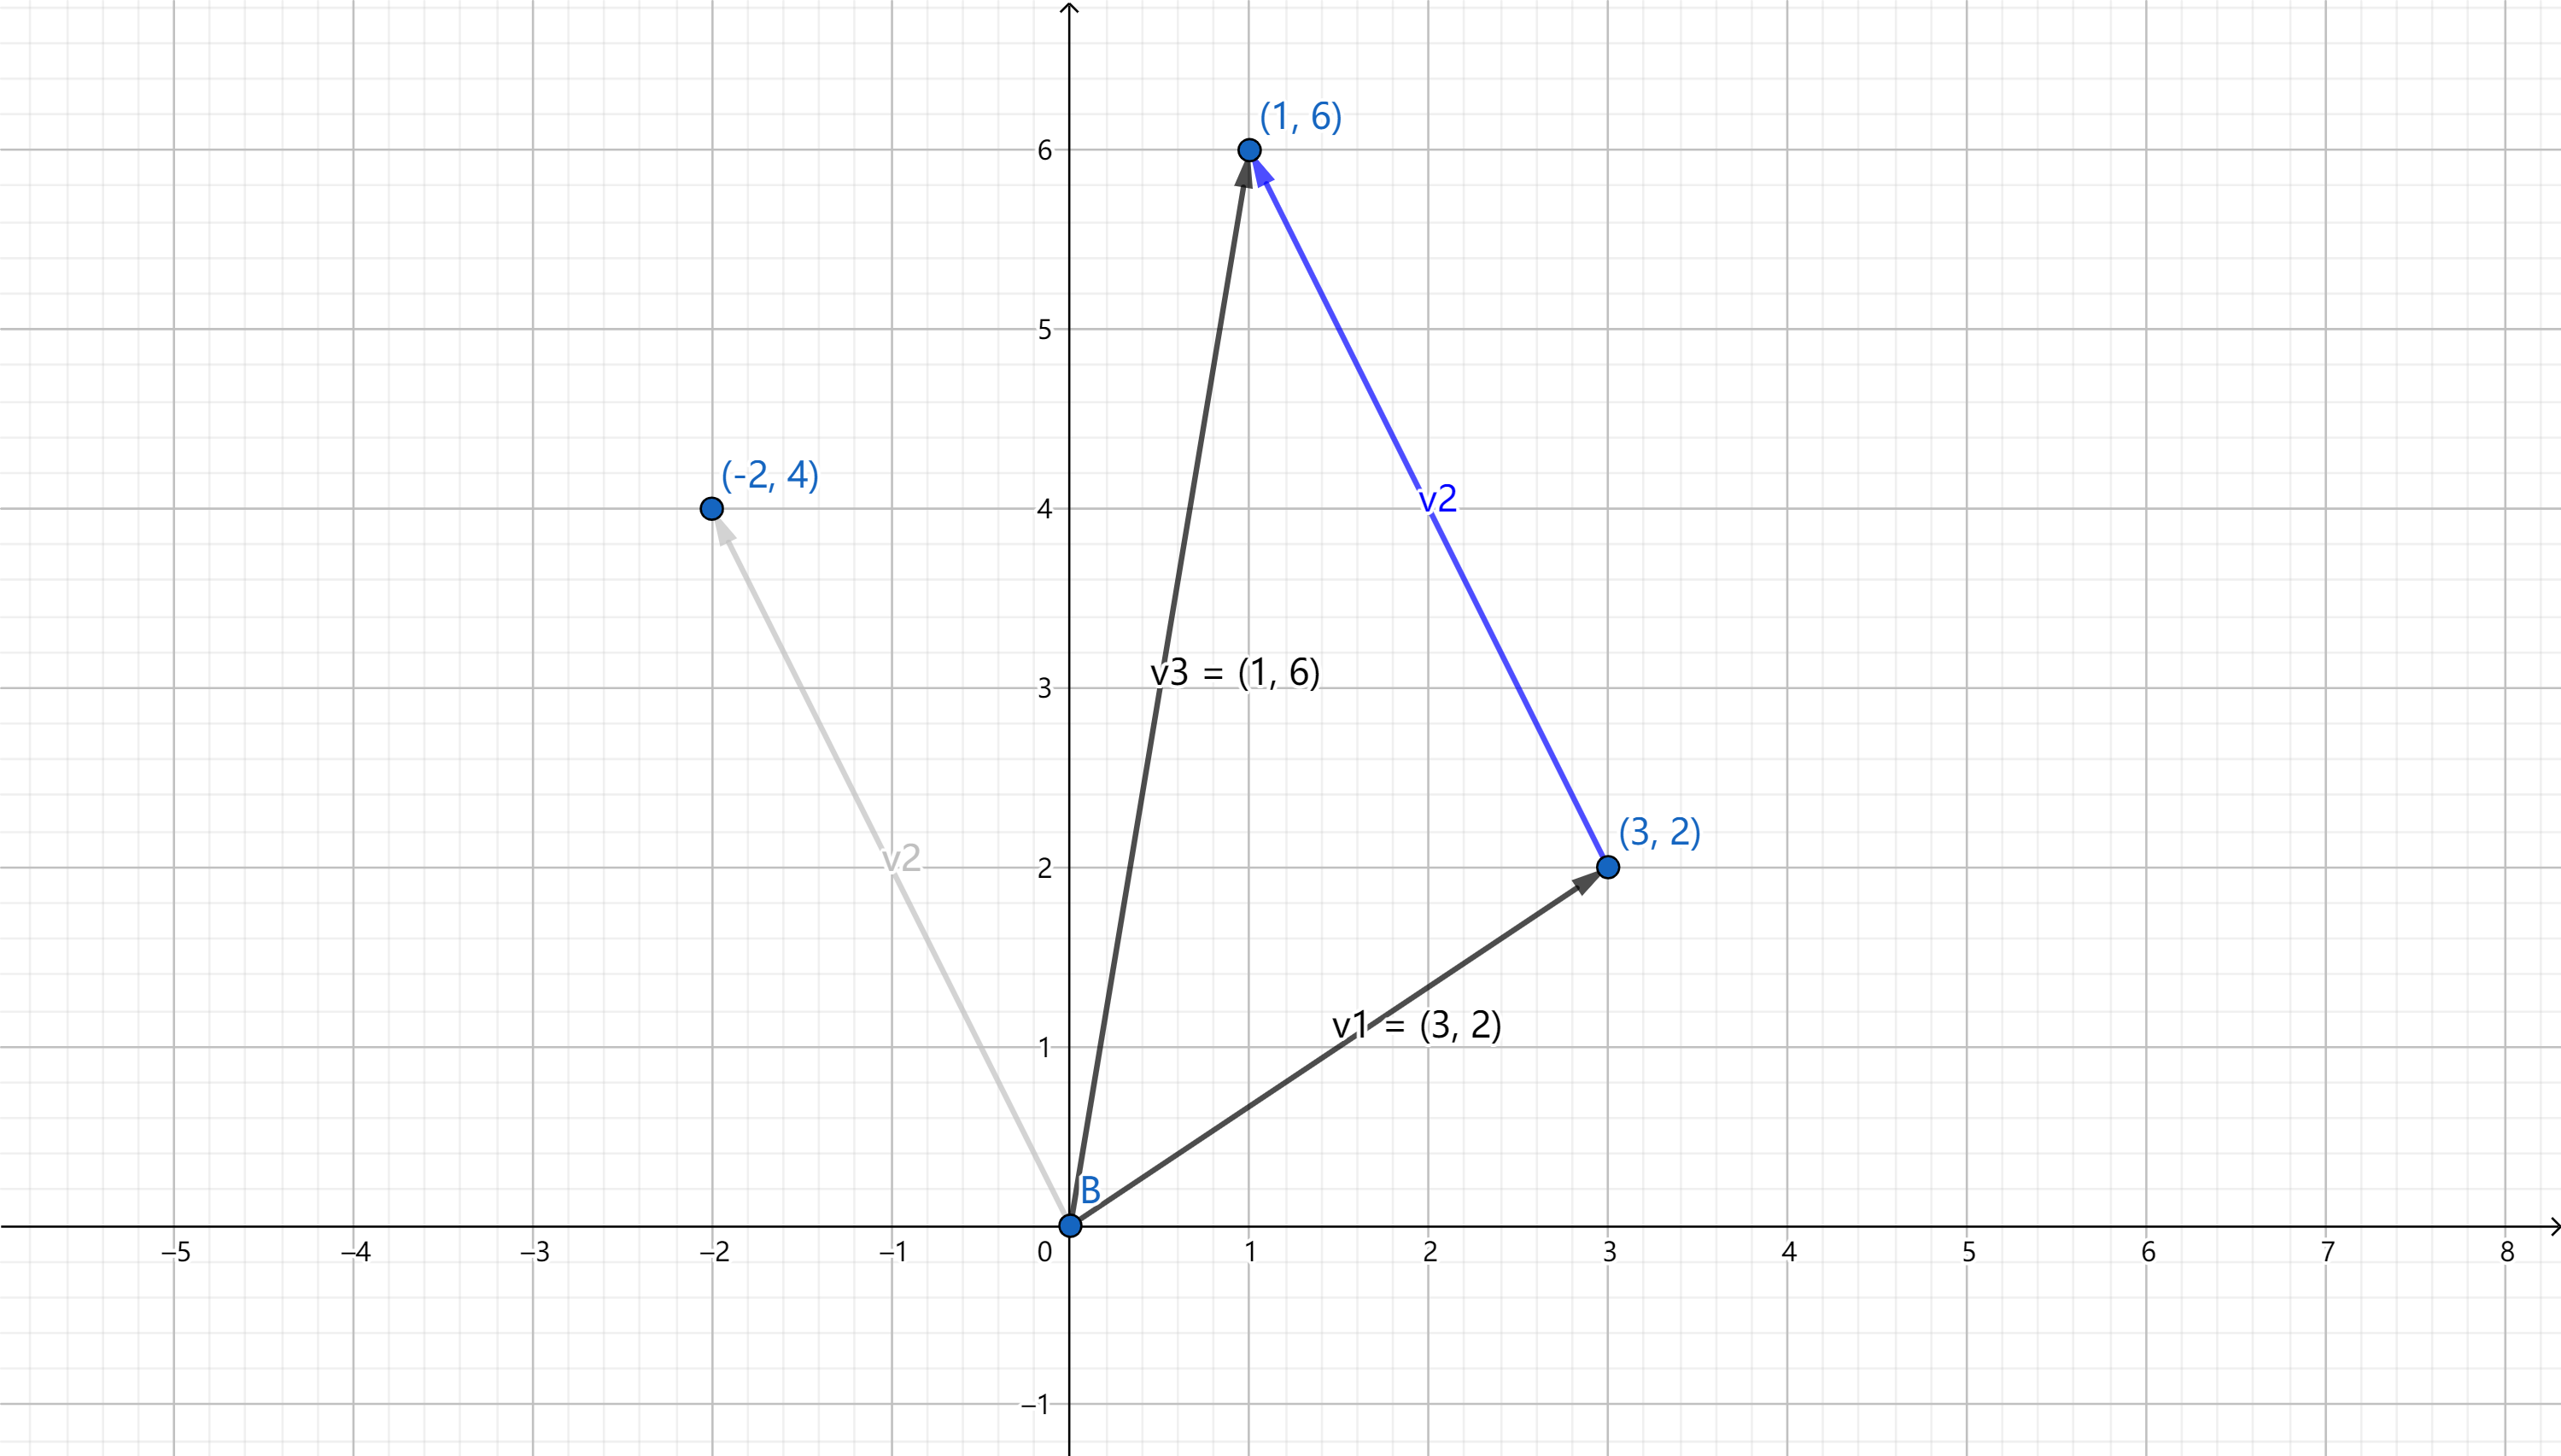 (1, 6)
6
5
(-2, 4)
4
v2
v3 = (1, 6)
3
(3, 2)
v2
2
v1 = (3, 2)
1
B
–5 –4 –3 –2 –1 0 1 2 3 4 5 6 7 8
–1